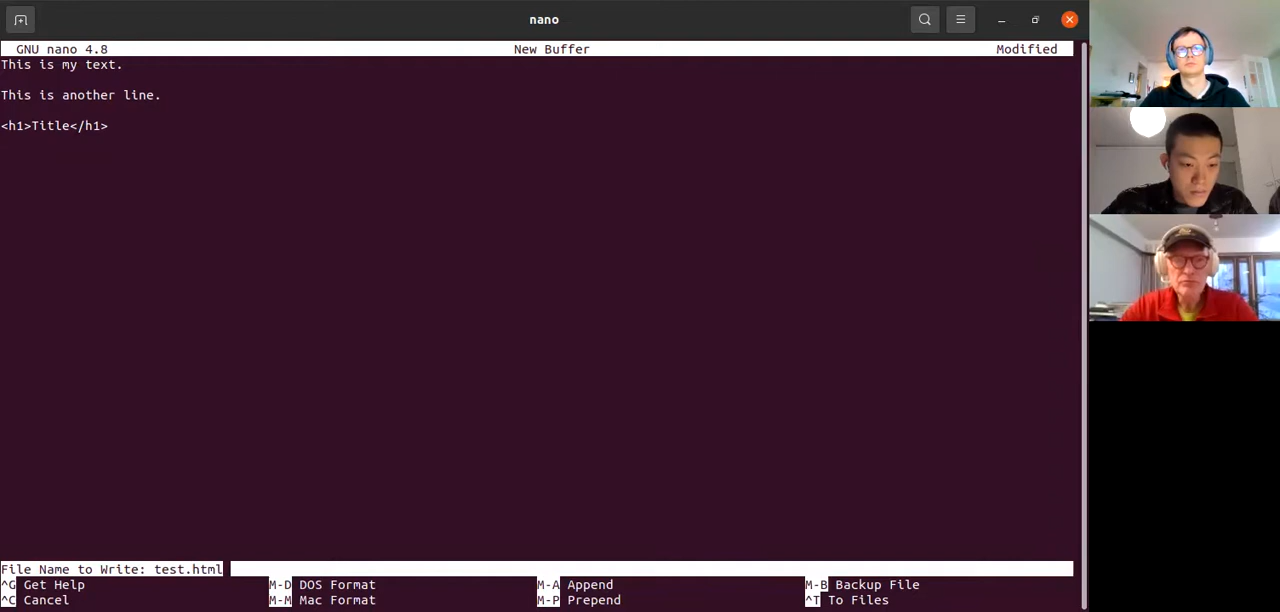 nano
GNU nano 4.8 New Buffer Modified
This is my text.
This is another line.
<h1>Title</h1>
File Name to Write: test.html
^G Get Help M-D DOS Format M-A Append M-B Backup File
^C Cancel M-M Mac Format M-P Prepend ^T To Files